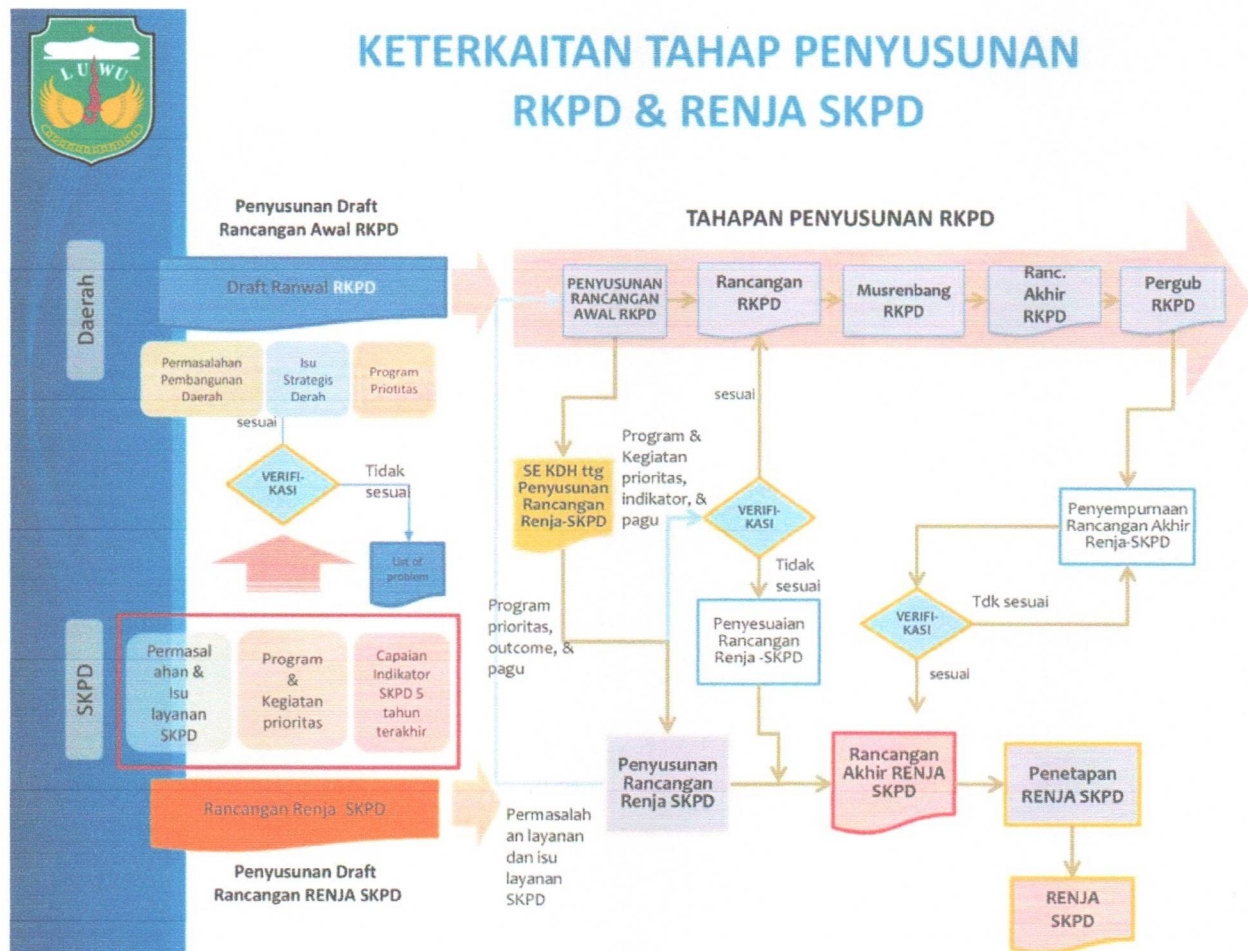 LUWU
KETERKAITAN TAHAP PENYUSUNAN
RKPD & RENJA SKPD
Penyusunan Draft
Rancangan Awal RKPD
TAHAPAN PENYUSUNAN RKPD
Daerah
Draft Ranwal RKPD
PENYUSUNAN
RANCANGAN
AWAL RKPD
Rancangan
RKPD
Musrenbang
RKPD
Ranc.
Akhir
RKPD
Pergub
RKPD
Permasalahan
Pembangunan
Daerah
Isu
Strategis
Derah
Program
Priotitas
sesuai
VERIFI-
KASI
Tidak
sesuai
List of
problem
SE KDH ttg
Penyusunan
Rancangan
Renja-SKPD
Program &
Kegiatan
prioritas,
indikator, &
pagu
sesuai
VERIFI-
KASI
Tidak
sesuai
Penyesuaian
Rancangan
Renja -SKPD
Penyempurnaan
Rancangan Akhir
Renja-SKPD
VERIFI-
KASI
Tdk sesuai
sesuai
SKPD
Permasal
ahan &
Isu
layanan
SKPD
Program
&
Kegiatan
prioritas
Capaian
Indikator
SKPD 5
tahun
terakhir
Program
prioritas,
outcome, &
pagu
Rancangan Renja SKPD
Penyusunan Draft
Rancangan RENJA SKPD
Permasalah
an layanan
dan isu
layanan
SKPD
Penyusunan
Rancangan
Renja SKPD
Rancangan
Akhir RENJA
SKPD
Penetapan
RENJA SKPD
RENJA
SKPD